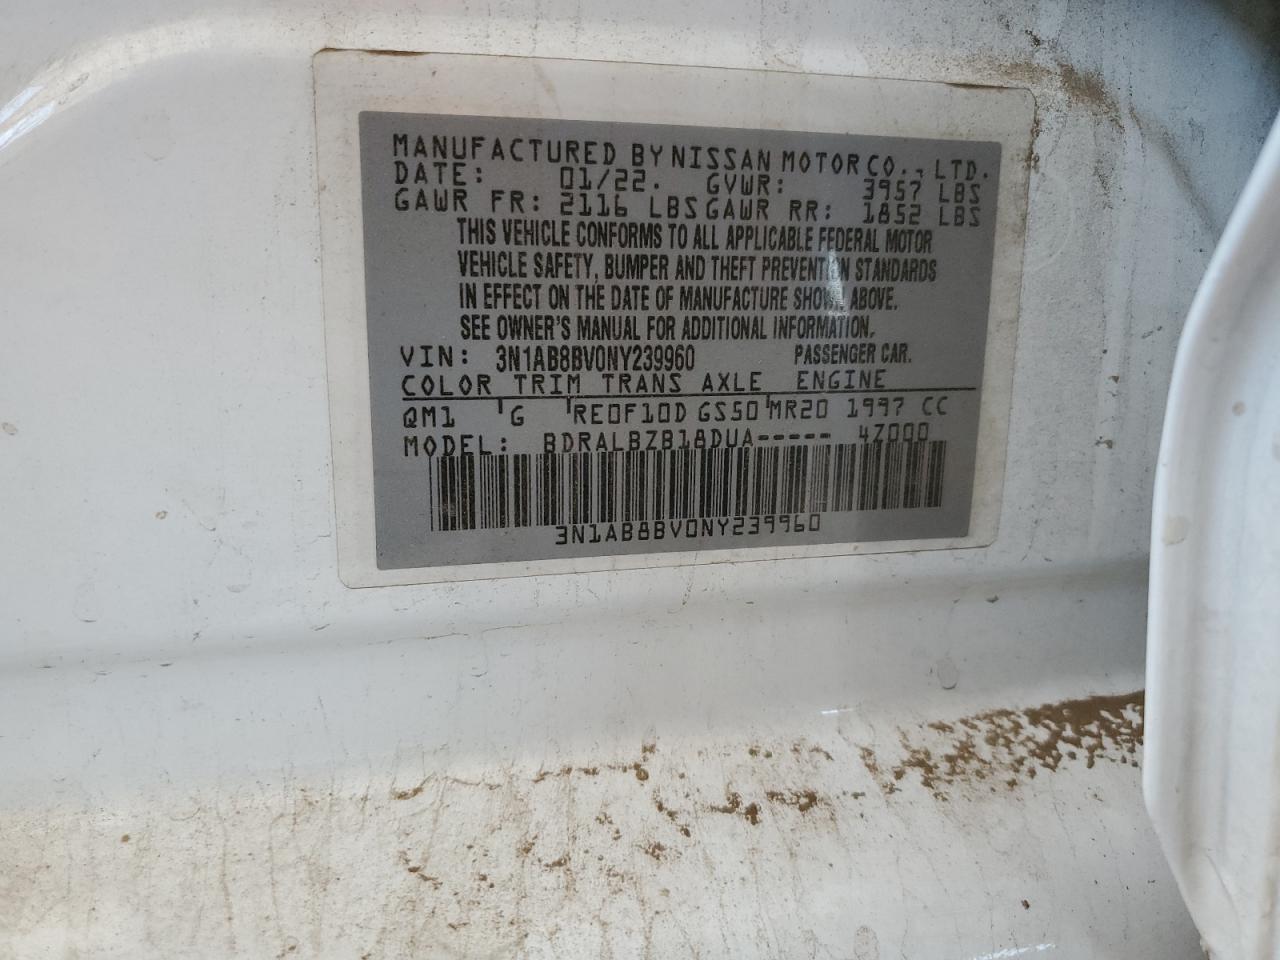 MANUFACTURED BY NISSAN MOTOR CO., LTD.
DATE: 01/22. GVWR: 3957 LBS
GAWR FR: 2116 LBS GAWR RR: 1852 LBS
THIS VEHICLE CONFORMS TO ALL APPLICABLE FEDERAL MOTOR
VEHICLE SAFETY, BUMPER AND THEFT PREVENTION STANDARDS
IN EFFECT ON THE DATE OF MANUFACTURE SHOWN ABOVE.
SEE OWNER'S MANUAL FOR ADDITIONAL INFORMATION.
VIN: 3N1AB8BV0NY239960 PASSENGER CAR.
COLOR TRIM TRANS AXLE ENGINE
QM1 'G 'RE0F10D GS50'MR20 1997 CC
MODEL: BDRALBZB18DUA----- 4Z000
3N1AB8BV0NY239960